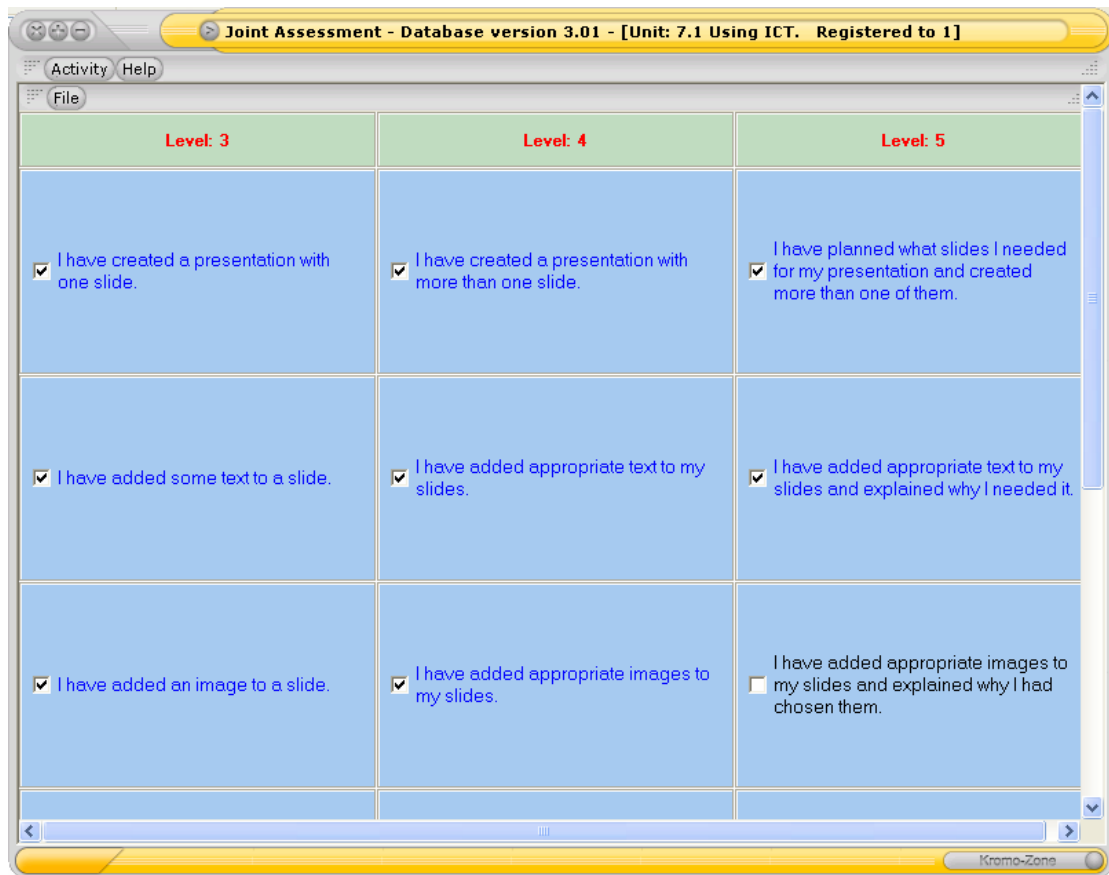 Joint Assessment - Database version 3.01 - [Unit: 7.1 Using ICT.   Registered to 1]
Activity Help
File
Level: 3
Level: 4
Level: 5
I have created a presentation with
one slide.
I have created a presentation with
more than one slide.
I have planned what slides I needed
for my presentation and created
more than one of them.
I have added some text to a slide.
I have added appropriate text to my
slides.
I have added appropriate text to my
slides and explained why I needed it.
I have added an image to a slide.
I have added appropriate images to
my slides.
I have added appropriate images to
my slides and explained why I had
chosen them.
Kromo-Zone